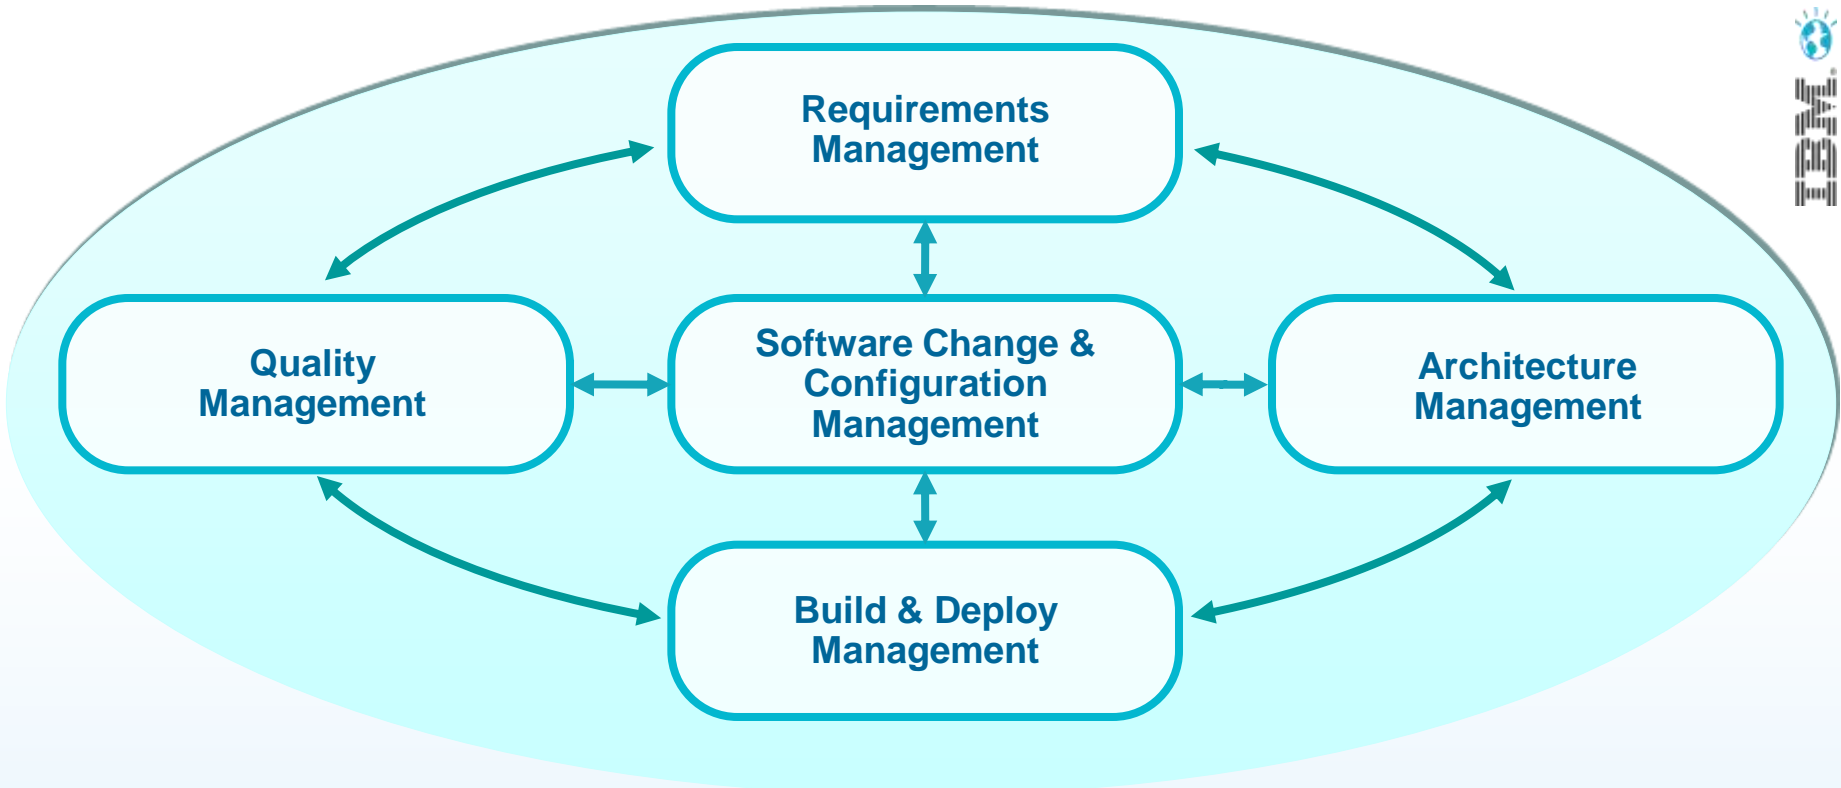 Requirements
Management
Quality
Management
Software Change &
Configuration
Management
Architecture
Management
Build & Deploy
Management
IBM.